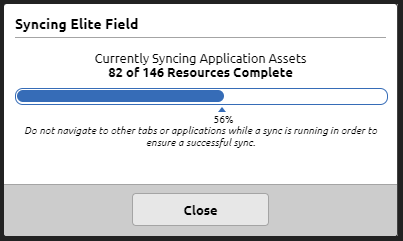 Syncing Elite Field
Currently Syncing Application Assets
82 of 146 Resources Complete
56%
Do not navigate to other tabs or applications while a sync is running in order to
ensure a successful sync.
Close